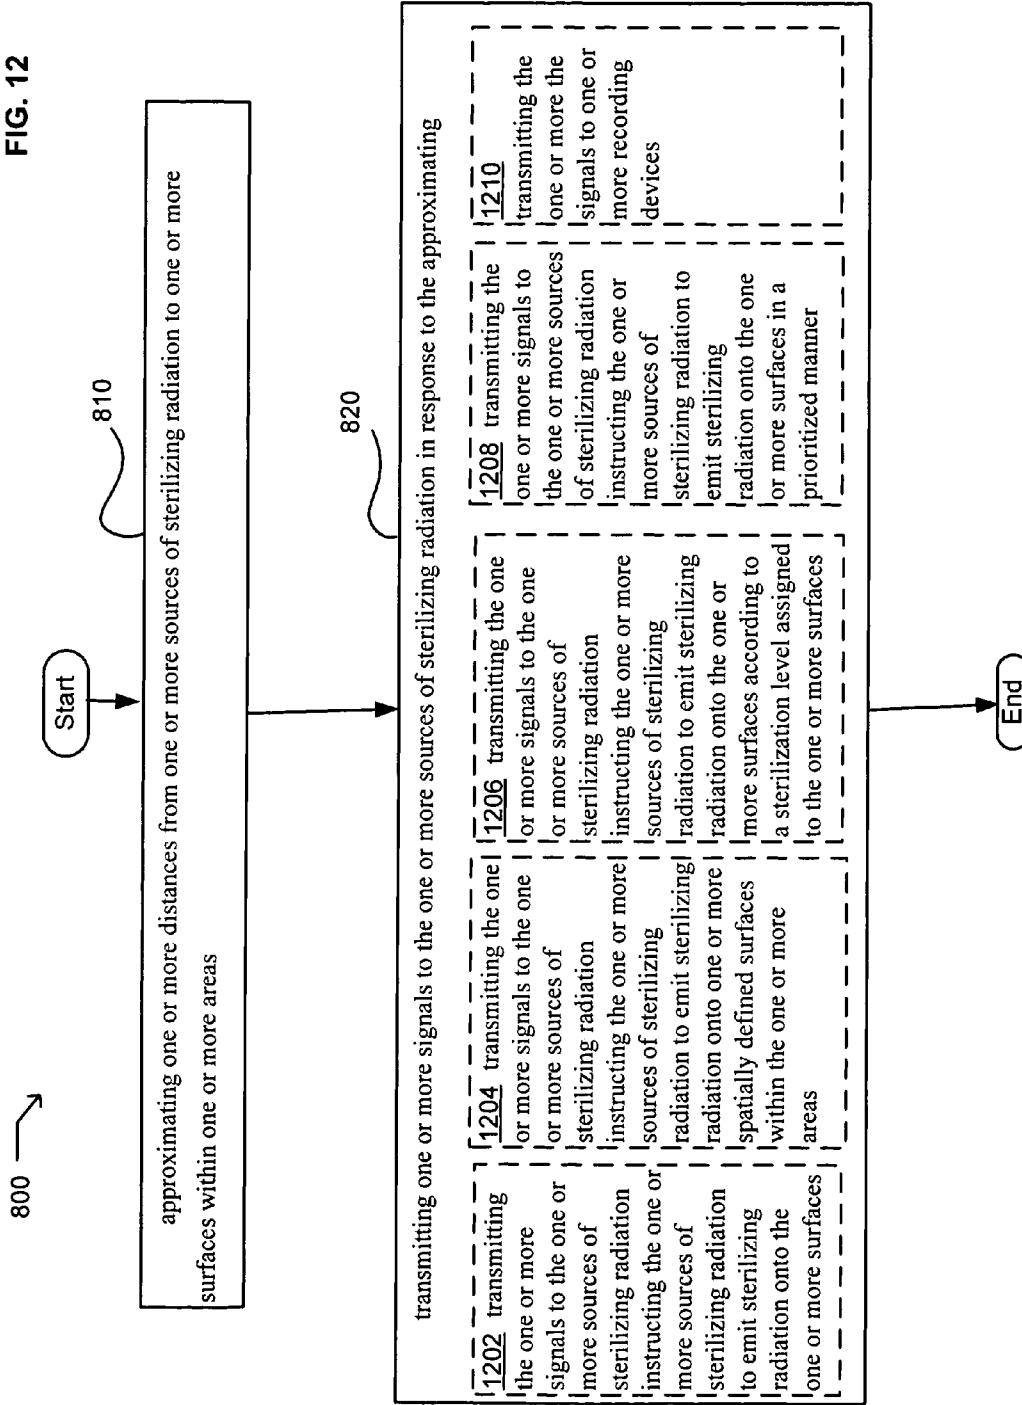 FIG. 12
800
Start
810
approximating one or more distances from one or more sources of sterilizing radiation to one or more
surfaces within one or more areas
820
transmitting one or more signals to the one or more sources of sterilizing radiation in response to the approximating
1202 transmitting
the one or more
signals to the one or
more sources of
sterilizing radiation
instructing the one or
more sources of
sterilizing radiation
to emit sterilizing
radiation onto the
one or more surfaces
1204 transmitting the one
or more signals to the one
or more sources of
sterilizing radiation
instructing the one or more
sources of sterilizing
radiation to emit sterilizing
radiation onto one or more
spatially defined surfaces
within the one or more
areas
1206 transmitting the one
or more signals to the one
or more sources of
sterilizing radiation
instructing the one or more
sources of sterilizing
radiation to emit sterilizing
radiation onto the one or
more surfaces according to
a sterilization level assigned
to the one or more surfaces
1208 transmitting the
one or more signals to
the one or more sources
of sterilizing radiation
instructing the one or
more sources of
sterilizing radiation to
emit sterilizing
radiation onto the one
or more surfaces in a
prioritized manner
1210
transmitting the
one or more the
signals to one or
more recording
devices
End